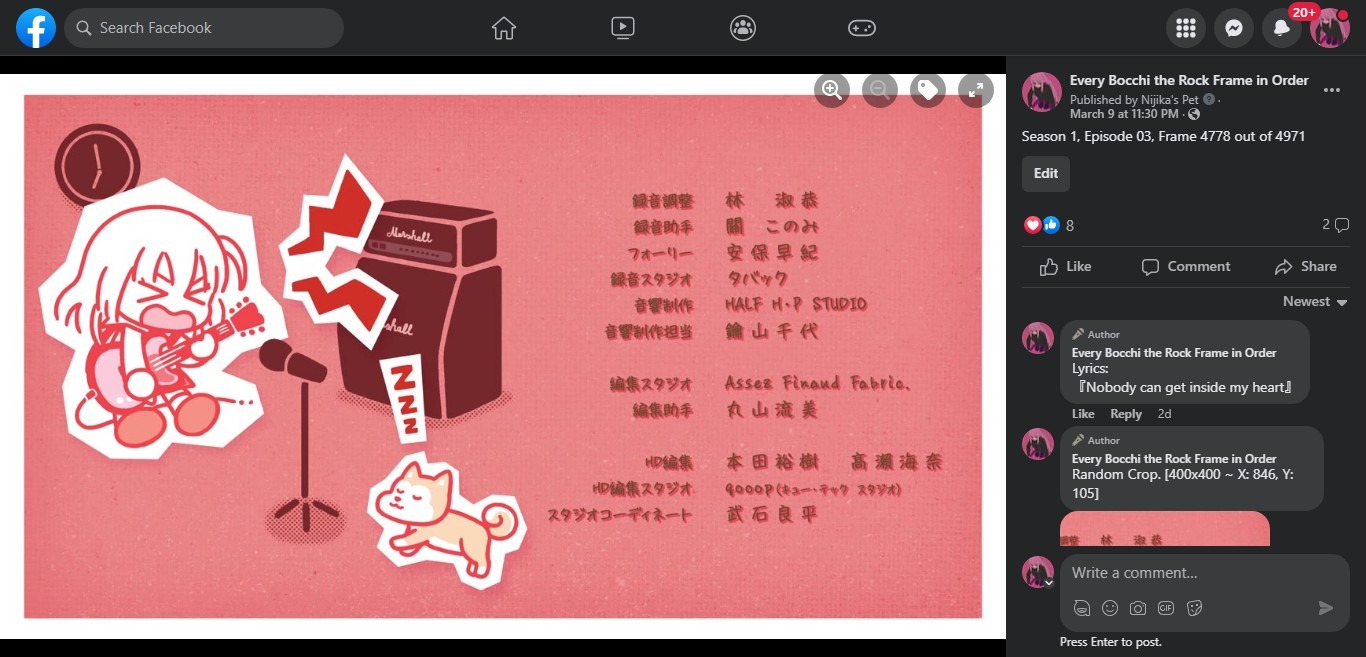 Search Facebook
20+
Marshall
Marshall
NNN
録音調整 林 淑恭
録音助手 關 このみ
フォーリー 安保早紀
録音スタジオ タバック
音響制作 HALF H・P STUDIO
音響制作担当 鐘山千代
編集スタジオ Assez Finaud Fabric.
編集助手 丸山流美
HD編集 本田裕樹 髙瀬海奈
HD編集スタジオ q000p(キュー・テック スタジオ)
スタジオコーディネート 武石良平
Every Bocchi the Rock Frame in Order
Published by Nijika's Pet ·
March 9 at 11:30 PM ·
Season 1, Episode 03, Frame 4778 out of 4971
Edit
8
2
Like Comment Share
Newest
Author
Every Bocchi the Rock Frame in Order
Lyrics:
『Nobody can get inside my heart』
Like Reply 2d
Author
Every Bocchi the Rock Frame in Order
Random Crop. [400x400 ~ X: 846, Y:
105]
調整 林 淑恭
Write a comment...
GIF
Press Enter to post.